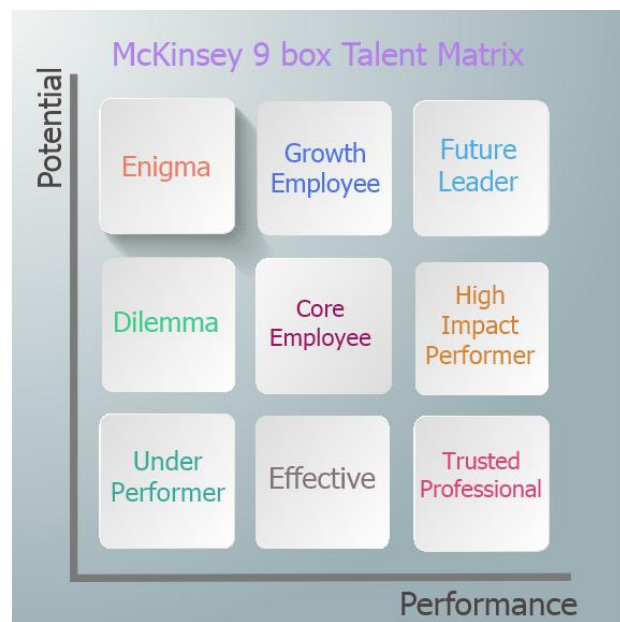 McKinsey 9 box Talent Matrix
Potential
Enigma
Growth
Employee
Future
Leader
Dilemma
Core
Employee
High
Impact
Performer
Under
Performer
Effective
Trusted
Professional
Performance